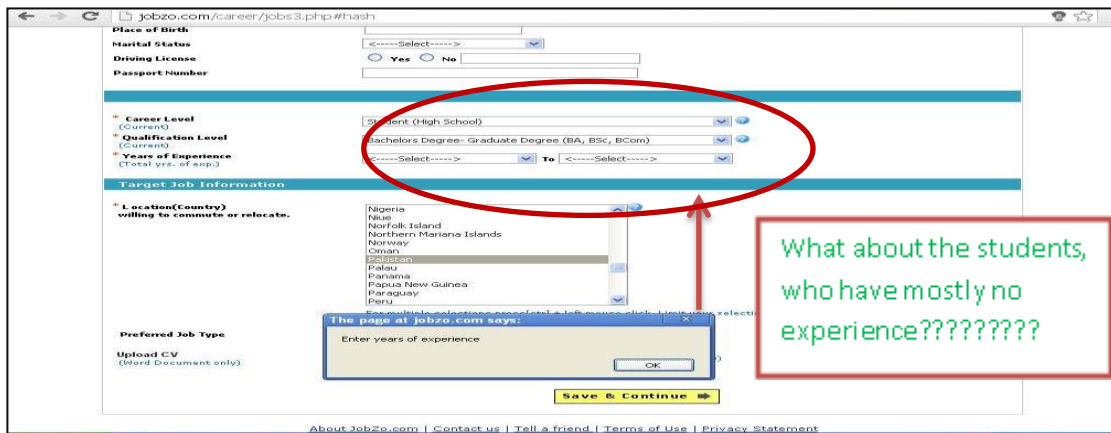 jobzo.com/career/jobs3.php#hash
Place of Birth
Marital Status
<-----Select----->
Driving License
Yes No
Passport Number
* Career Level
(Current)
Student (High School)
* Qualification Level
(Current)
Bachelors Degree- Graduate Degree (BA, BSc, BCom)
* Years of Experience
(Total yrs. of exp.)
<-----Select-----> To <-----Select----->
Target Job Information
* Location(Country)
willing to commute or relocate.
Nigeria
Niue
Norfolk Island
Northern Mariana Islands
Norway
Oman
Pakistan
Palau
Panama
Papua New Guinea
Paraguay
Peru
The page at jobzo.com says:
Enter years of experience
OK
Preferred Job Type
Upload CV
(Word Document only)
Save & Continue
About JobZo.com | Contact us | Tell a friend | Terms of Use | Privacy Statement
What about the students,
who have mostly no
experience?????????